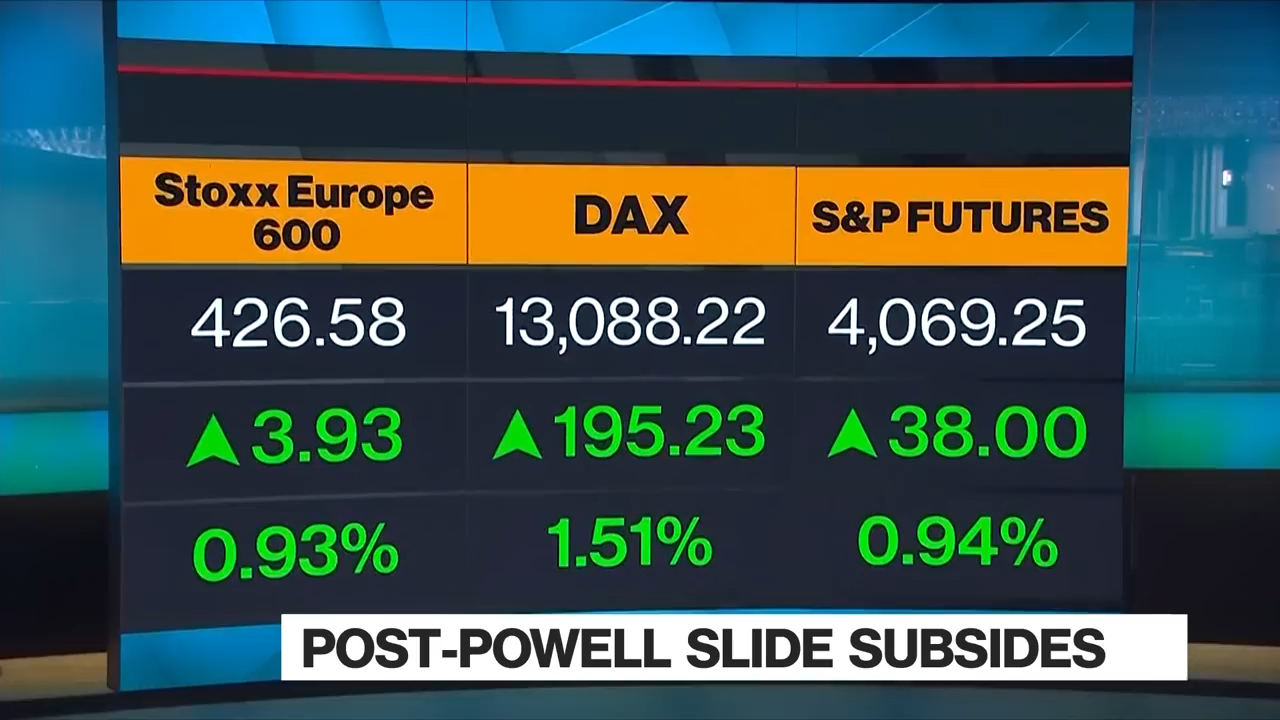 Stoxx Europe
600
DAX
S&P FUTURES
426.58
13,088.22
4,069.25
▲3.93
▲195.23
▲38.00
0.93%
1.51%
0.94%
POST-POWELL SLIDE SUBSIDES